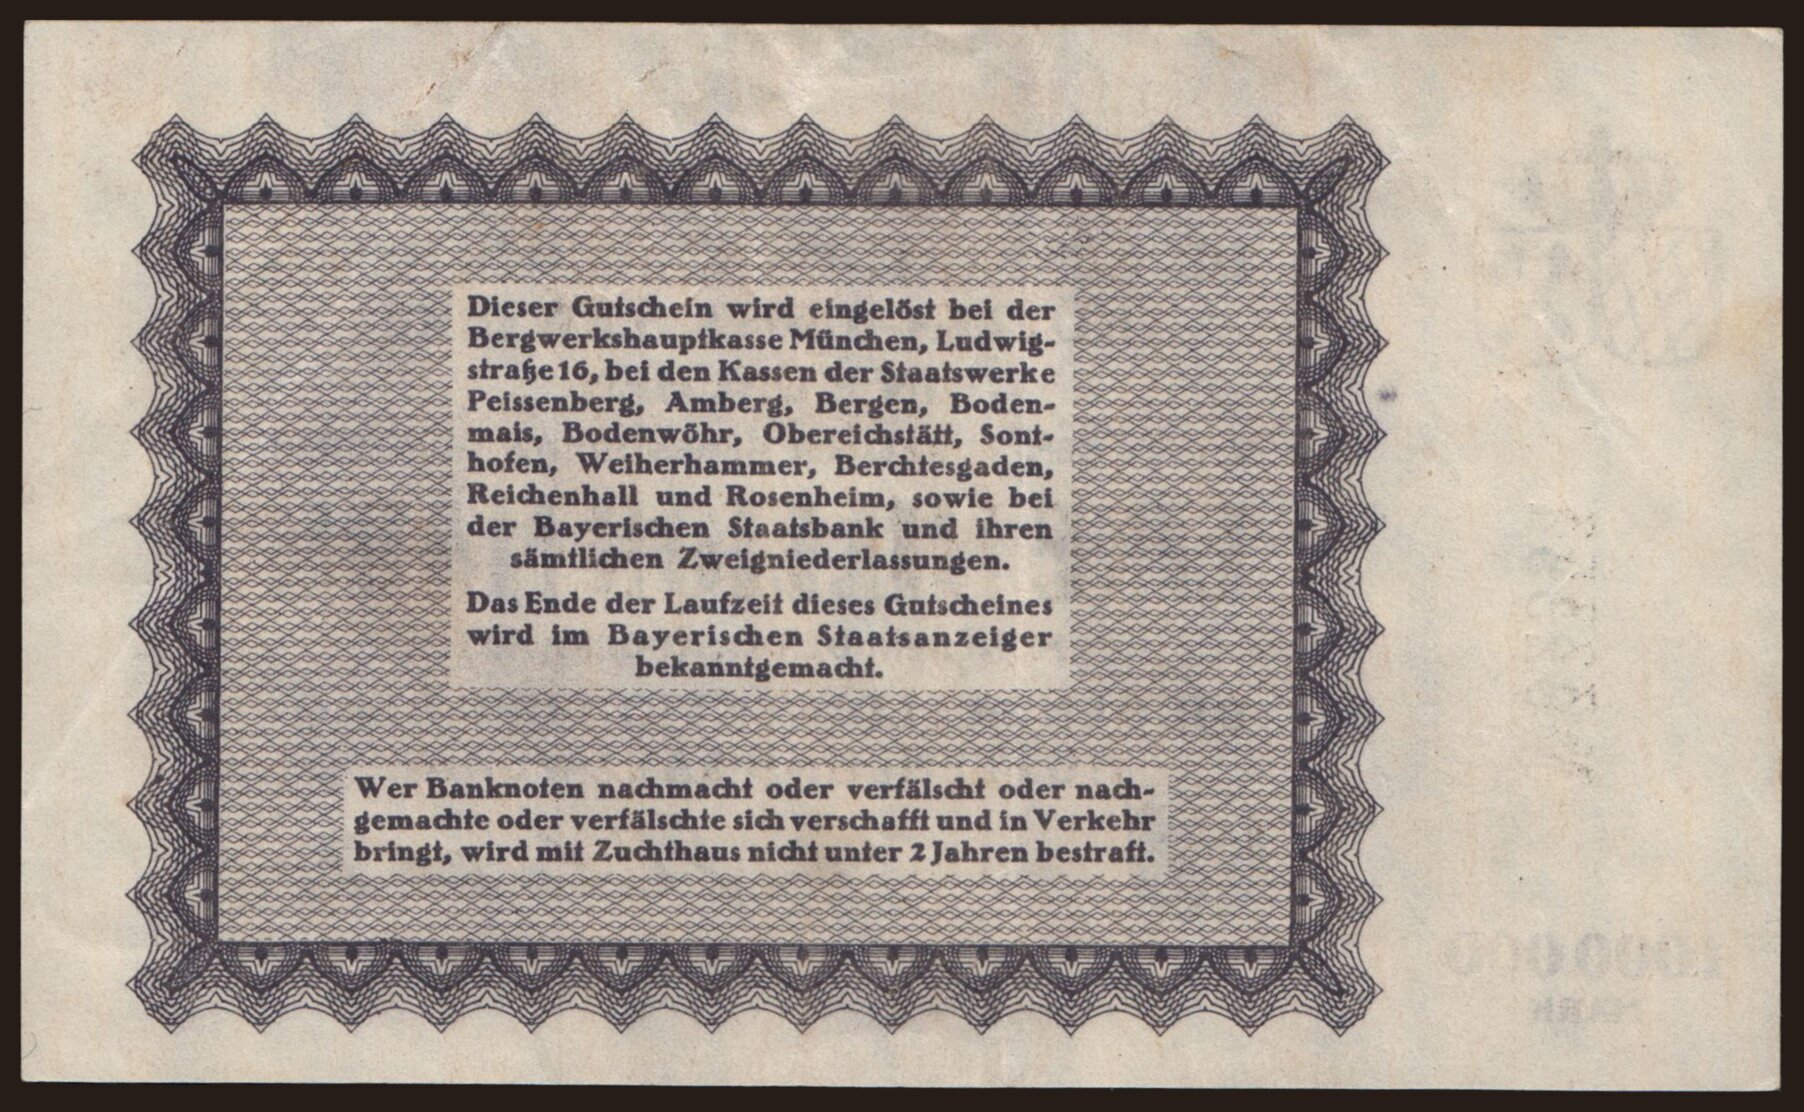 Dieser Gutschein wird eingelöst bei der
Bergwerkshauptkasse München, Ludwig-
straße 16, bei den Kassen der Staatswerke
Peissenberg, Amberg, Bergen, Boden-
mais, Bodenwöhr, Obereichstätt, Sont-
hofen, Weiherhammer, Berchtesgaden,
Reichenhall und Rosenheim, sowie bei
der Bayerischen Staatsbank und ihren
sämtlichen Zweigniederlassungen.
Das Ende der Laufzeit dieses Gutscheines
wird im Bayerischen Staatsanzeiger
bekanntgemacht.
Wer Banknoten nachmacht oder verfälscht oder nach-
gemachte oder verfälschte sich verschafft und in Verkehr
bringt, wird mit Zuchthaus nicht unter 2 Jahren bestraft.